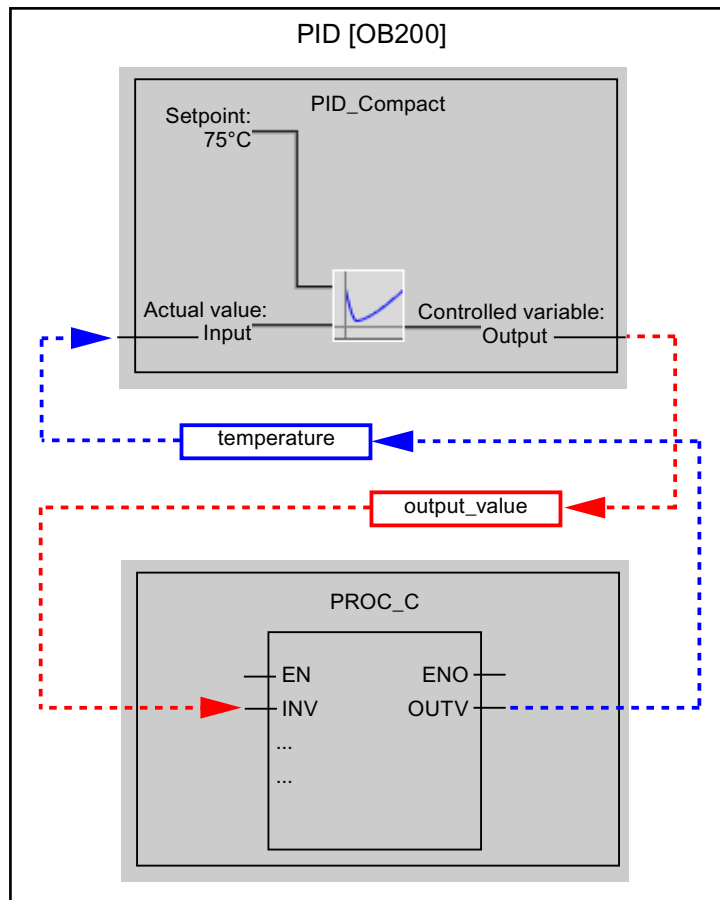 PID [OB200]
PID_Compact
Setpoint:
75°C
Actual value:
Input
Controlled variable:
Output
temperature
output_value
PROC_C
EN
ENO
INV
OUTV
...
...